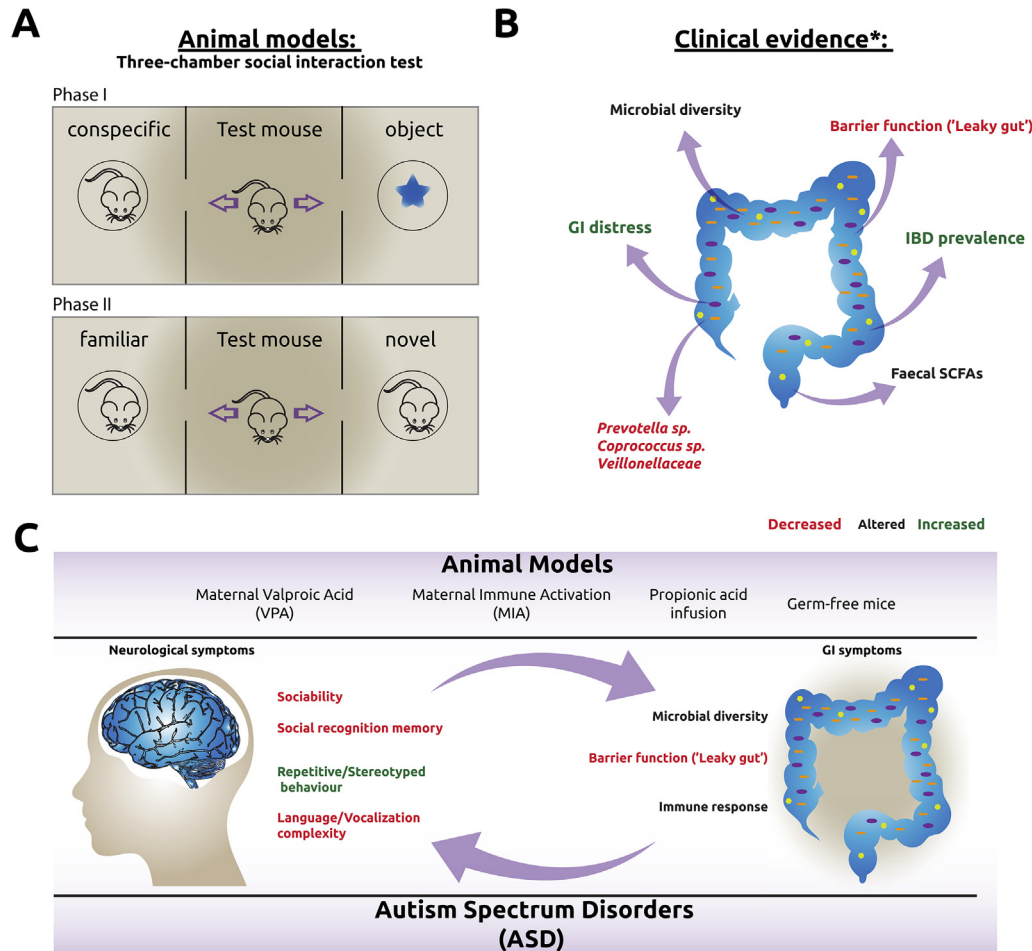 A
Animal models:
Three-chamber social interaction test
Phase I
conspecific
Test mouse
object
Phase II
familiar
Test mouse
novel
B
Clinical evidence*:
Microbial diversity
Barrier function ('Leaky gut')
GI distress
IBD prevalence
Faecal SCFAs
Prevotella sp.
Coprococcus sp.
Veillonellaceae
Decreased
Altered
Increased
C
Animal Models
Maternal Valproic Acid
(VPA)
Maternal Immune Activation
(MIA)
Propionic acid
infusion
Germ-free mice
Neurological symptoms
GI symptoms
Sociability
Social recognition memory
Repetitive/Stereotyped
behaviour
Language/Vocalization
complexity
Microbial diversity
Barrier function ('Leaky gut')
Immune response
Autism Spectrum Disorders
(ASD)